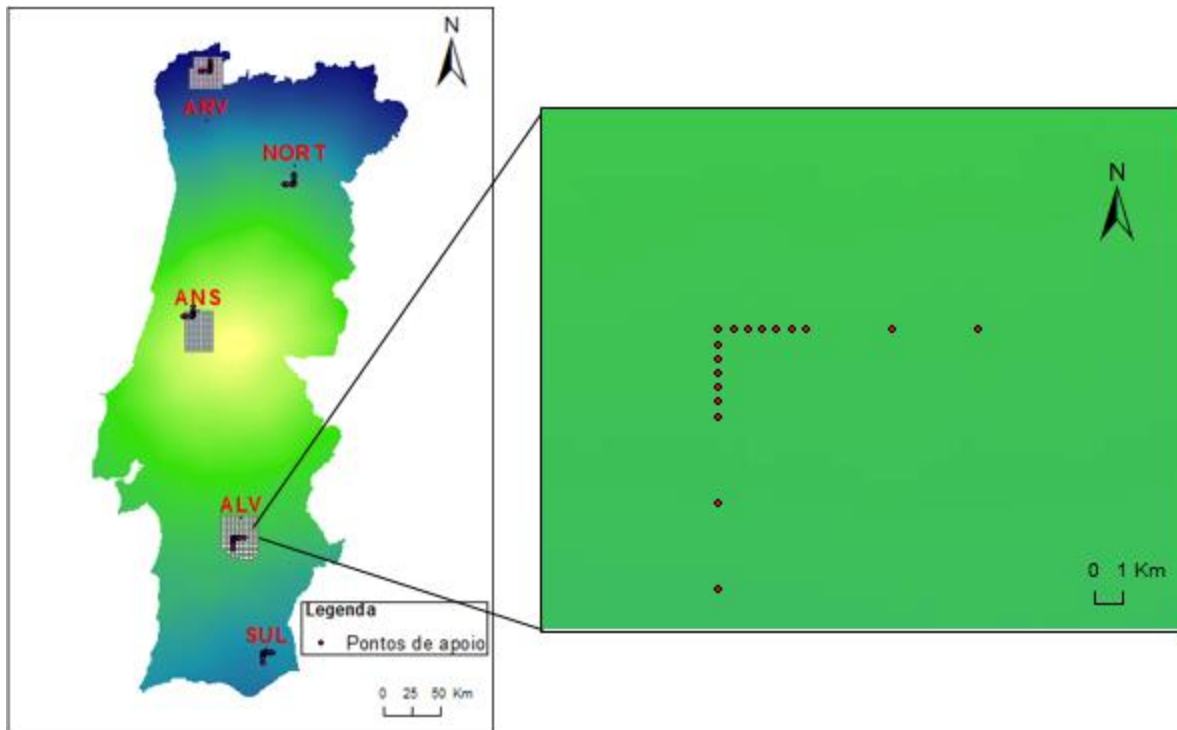 N
ARV
NORT
ANS
ALV
Legenda
Pontos de apoio
SUL
0 25 50 Km
N
0 1 Km